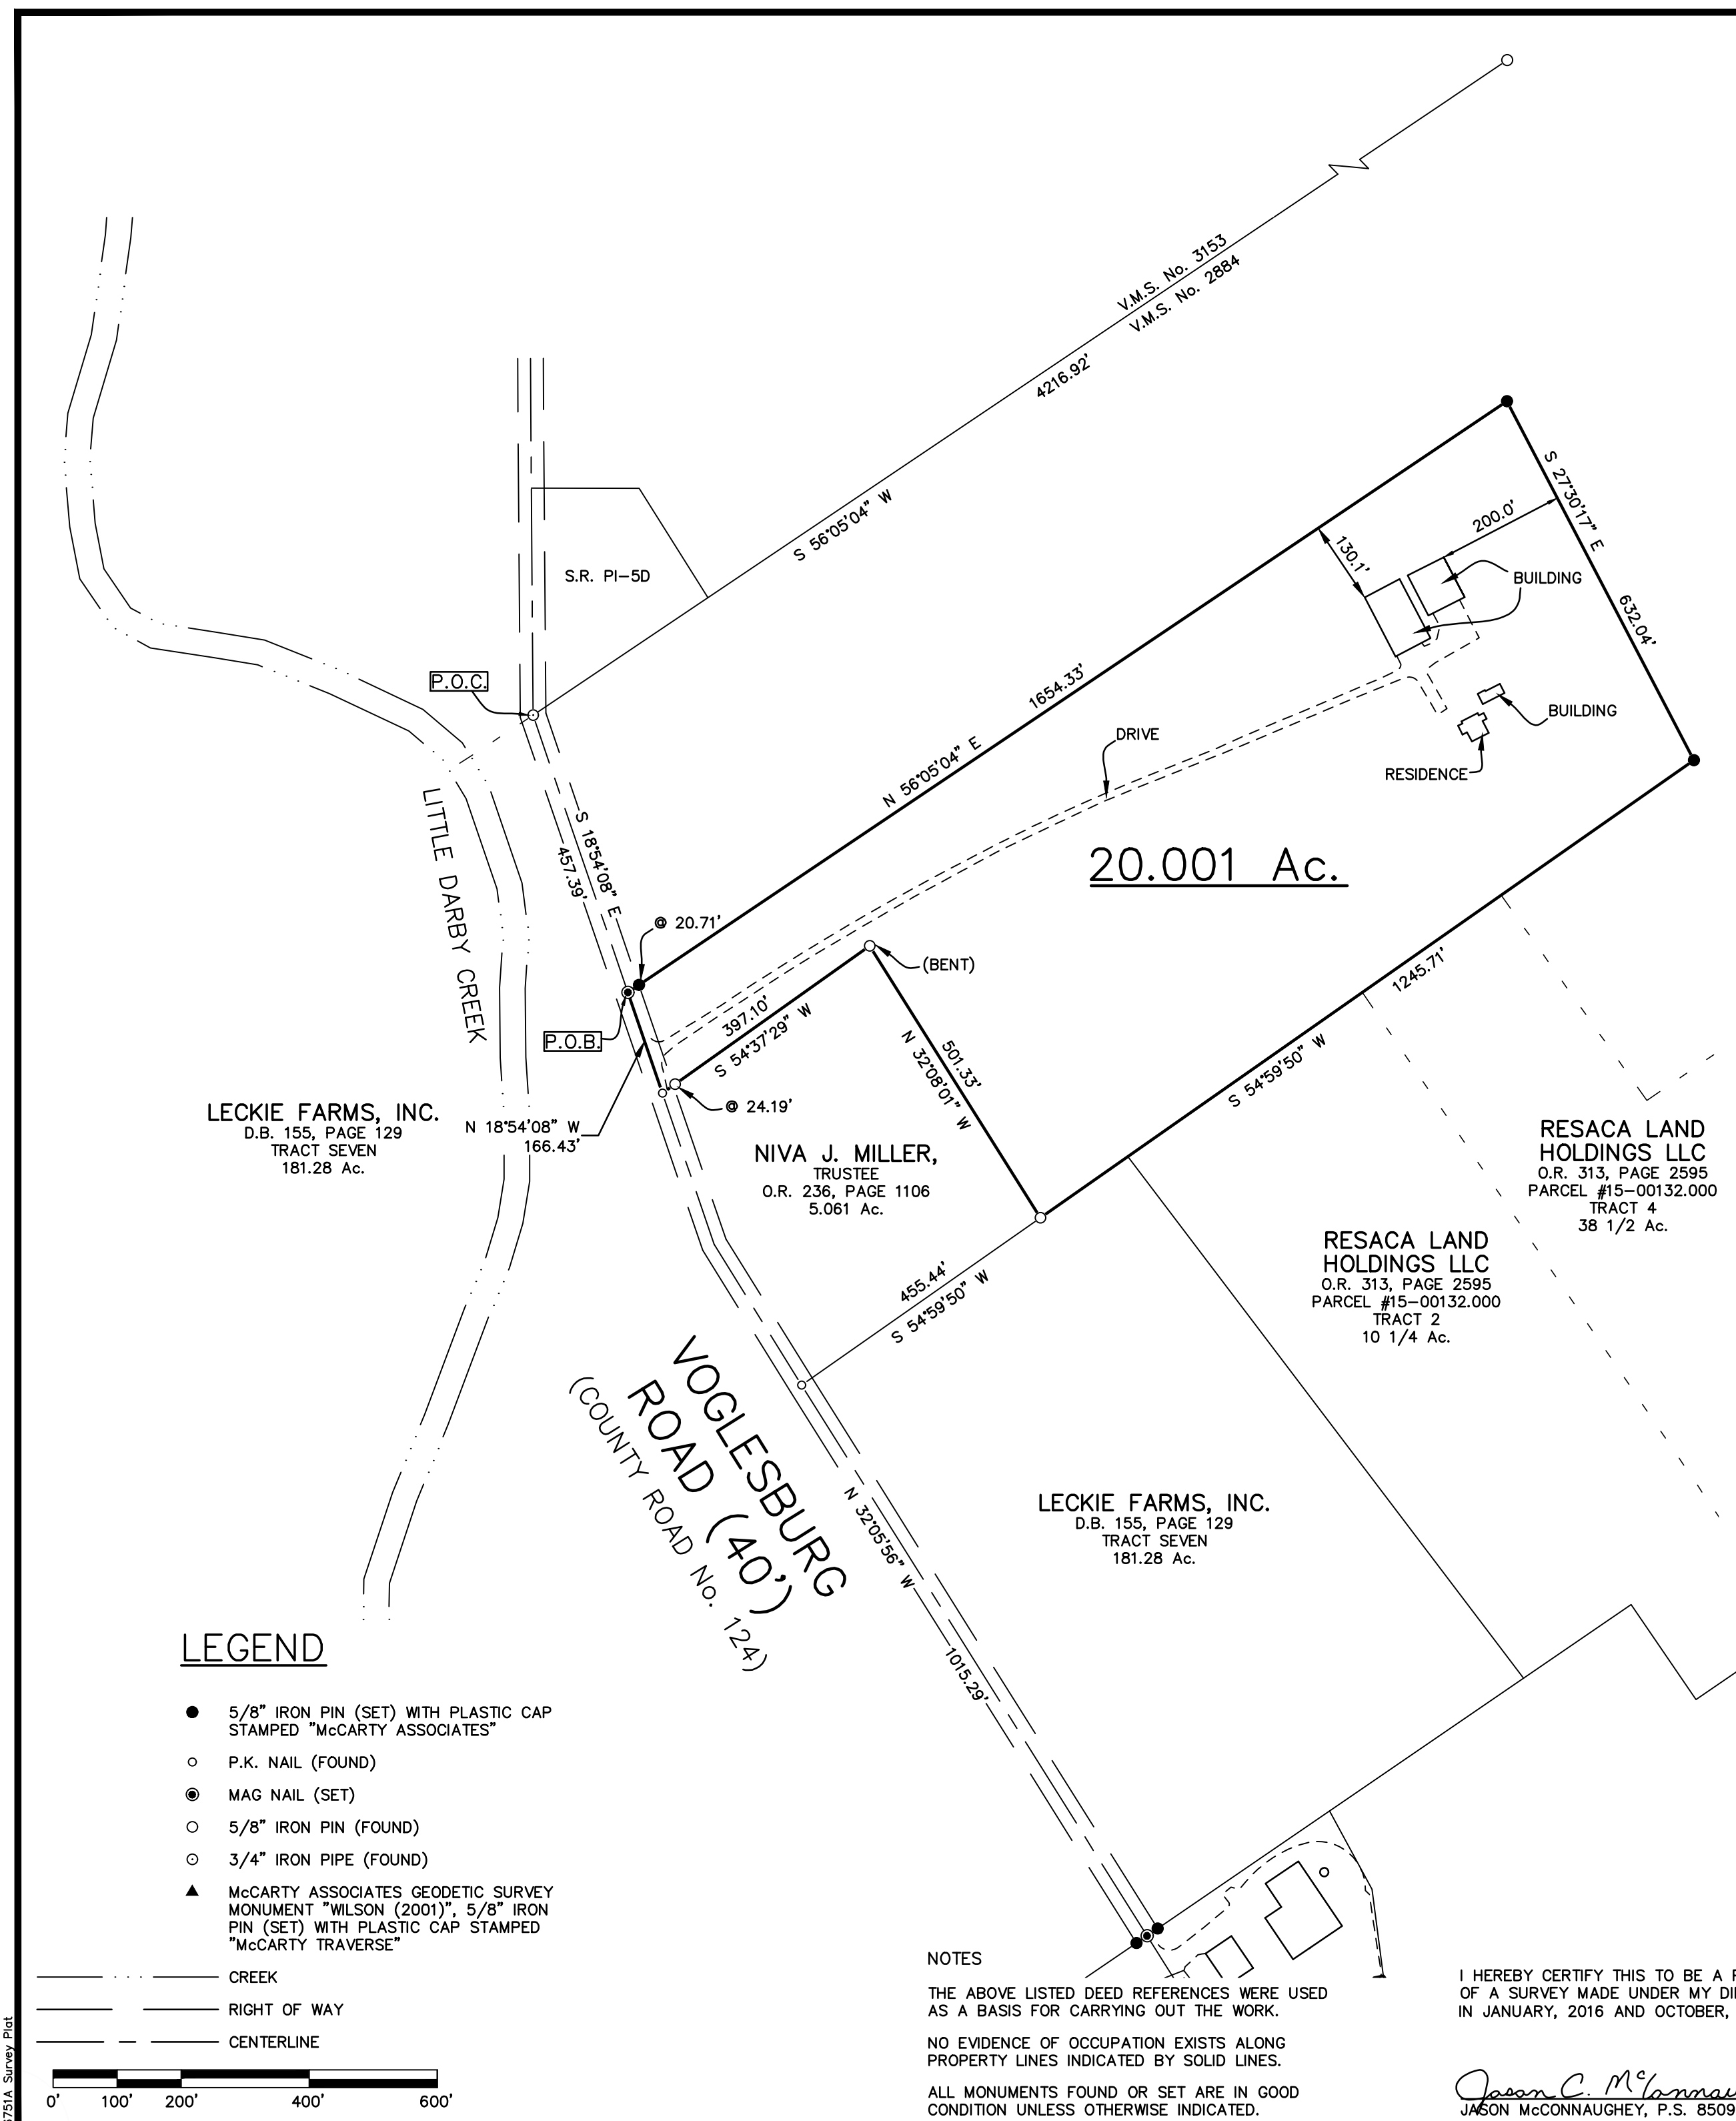 V.M.S. No. 3153
V.M.S. No. 2884
4216.92'
S 56°05'04" W
S.R. PI-5D
P.O.C.
S 27°30'17" E
632.04'
200.0'
130.1'
BUILDING
BUILDING
RESIDENCE
1654.33'
N 56°05'04" E
DRIVE
20.001 Ac.
LITTLE DARBY CREEK
S 18°54'08" E
457.39'
@ 20.71'
(BENT)
P.O.B.
397.10'
S 54°37'29" W
@ 24.19'
501.33'
N 32°08'01" W
1245.71'
S 54°59'50" W
LECKIE FARMS, INC.
D.B. 155, PAGE 129
TRACT SEVEN
181.28 Ac.
N 18°54'08" W
166.43'
NIVA J. MILLER,
TRUSTEE
O.R. 236, PAGE 1106
5.061 Ac.
RESACA LAND
HOLDINGS LLC
O.R. 313, PAGE 2595
PARCEL #15-00132.000
TRACT 4
38 1/2 Ac.
RESACA LAND
HOLDINGS LLC
O.R. 313, PAGE 2595
PARCEL #15-00132.000
TRACT 2
10 1/4 Ac.
455.44'
S 54°59'50" W
VOGLESBURG
ROAD (40')
(COUNTY ROAD No. 124)
N 32°05'56" W
1015.29'
LECKIE FARMS, INC.
D.B. 155, PAGE 129
TRACT SEVEN
181.28 Ac.
LEGEND
5/8" IRON PIN (SET) WITH PLASTIC CAP
STAMPED "McCARTY ASSOCIATES"
P.K. NAIL (FOUND)
MAG NAIL (SET)
5/8" IRON PIN (FOUND)
3/4" IRON PIPE (FOUND)
McCARTY ASSOCIATES GEODETIC SURVEY
MONUMENT "WILSON (2001)", 5/8" IRON
PIN (SET) WITH PLASTIC CAP STAMPED
"McCARTY TRAVERSE"
CREEK
RIGHT OF WAY
CENTERLINE
0' 100' 200' 400' 600'
751A Survey Plat
NOTES
THE ABOVE LISTED DEED REFERENCES WERE USED
AS A BASIS FOR CARRYING OUT THE WORK.
NO EVIDENCE OF OCCUPATION EXISTS ALONG
PROPERTY LINES INDICATED BY SOLID LINES.
ALL MONUMENTS FOUND OR SET ARE IN GOOD
CONDITION UNLESS OTHERWISE INDICATED.
I HEREBY CERTIFY THIS TO BE A
OF A SURVEY MADE UNDER MY
IN JANUARY, 2016 AND OCTOBER,
Jason C.
JASON McCONNAUGHEY, P.S. 8509